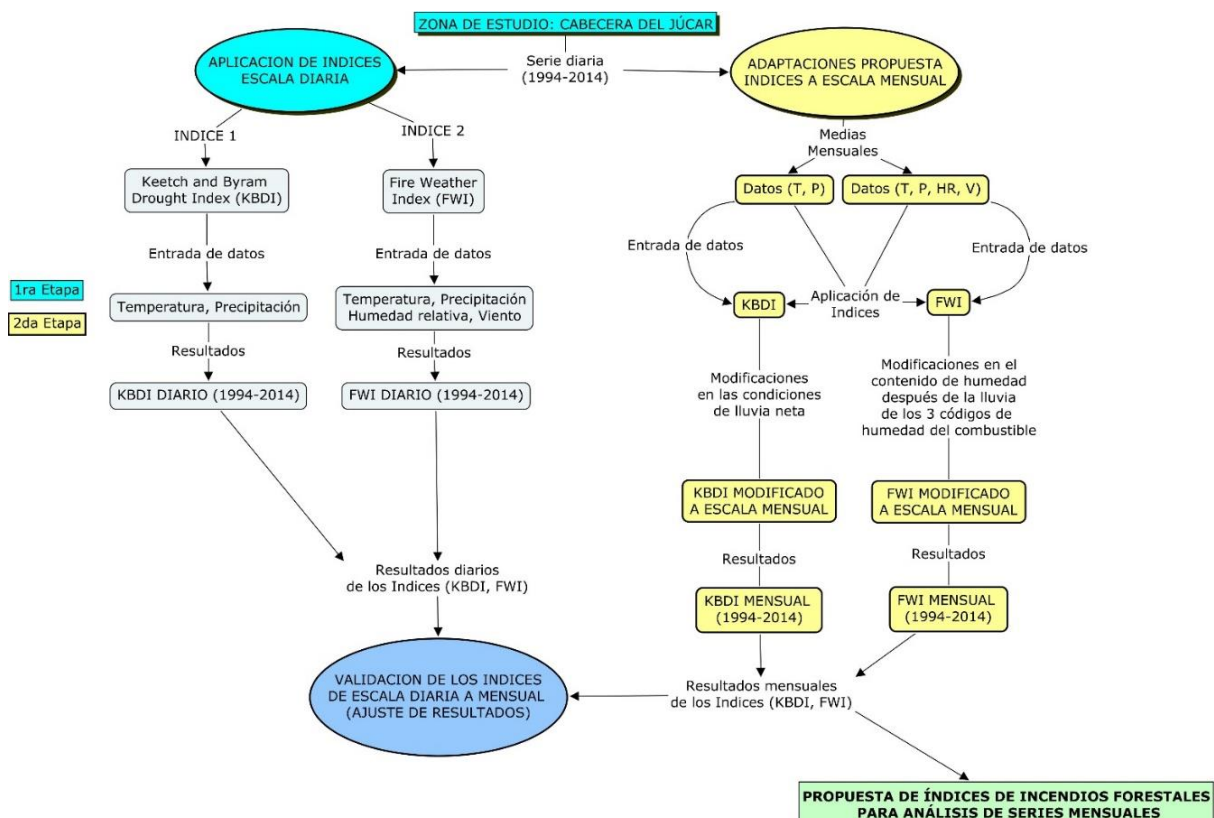 ZONA DE ESTUDIO: CABECERA DEL JÚCAR
Serie diaria
(1994-2014)
APLICACION DE INDICES
ESCALA DIARIA
ADAPTACIONES PROPUESTA
INDICES A ESCALA MENSUAL
INDICE 1
INDICE 2
Keetch and Byram
Drought Index (KBDI)
Fire Weather
Index (FWI)
Entrada de datos
Entrada de datos
1ra Etapa
2da Etapa
Temperatura, Precipitación
Temperatura, Precipitación
Humedad relativa, Viento
Resultados
Resultados
KBDI DIARIO (1994-2014)
FWI DIARIO (1994-2014)
Resultados diarios
de los Indices (KBDI, FWI)
VALIDACION DE LOS INDICES
DE ESCALA DIARIA A MENSUAL
(AJUSTE DE RESULTADOS)
Medias
Mensuales
Datos (T, P)
Datos (T, P, HR, V)
Entrada de datos
Entrada de datos
KBDI
Aplicación de
Indices
FWI
Modificaciones
en las condiciones
de lluvia neta
Modificaciones en el
contenido de humedad
después de la lluvia
de los 3 códigos de
humedad del combustible
KBDI MODIFICADO
A ESCALA MENSUAL
FWI MODIFICADO
A ESCALA MENSUAL
Resultados
Resultados
KBDI MENSUAL
(1994-2014)
FWI MENSUAL
(1994-2014)
Resultados mensuales
de los Indices (KBDI, FWI)
PROPUESTA DE ÍNDICES DE INCENDIOS FORESTALES
PARA ANÁLISIS DE SERIES MENSUALES